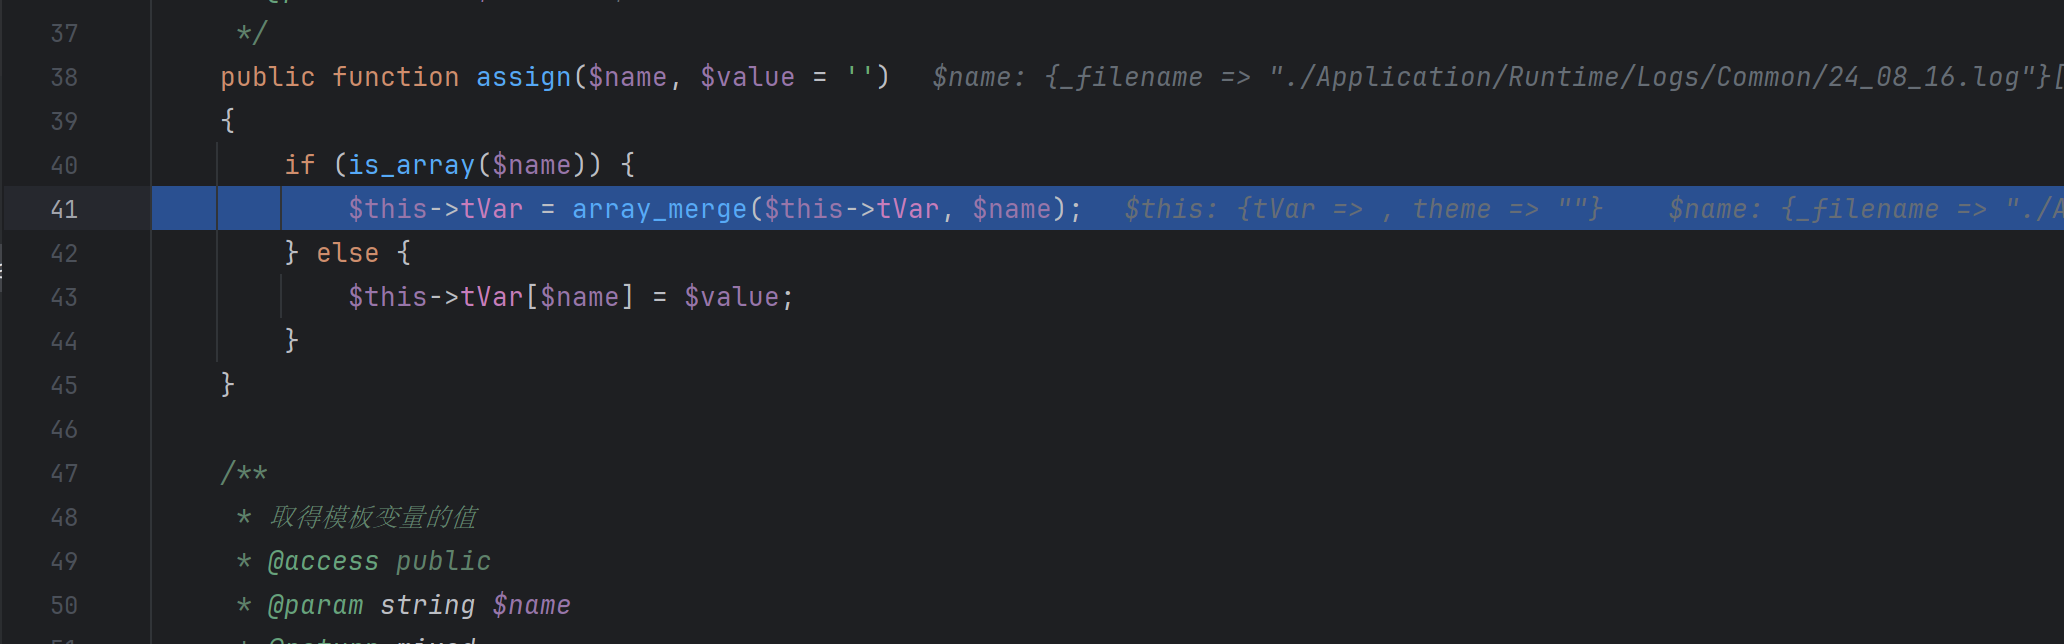 37 */
38 public function assign($name, $value = '') $name: {_filename => "./Application/Runtime/Logs/Common/24_08_16.log"}[
39 {
40 if (is_array($name)) {
41 $this->tVar = array_merge($this->tVar, $name); $this: {tVar => , theme => ""} $name: {_filename => "./A
42 } else {
43 $this->tVar[$name] = $value;
44 }
45 }
46
47 /**
48 * 取得模板变量的值
49 * @access public
50 * @param string $name